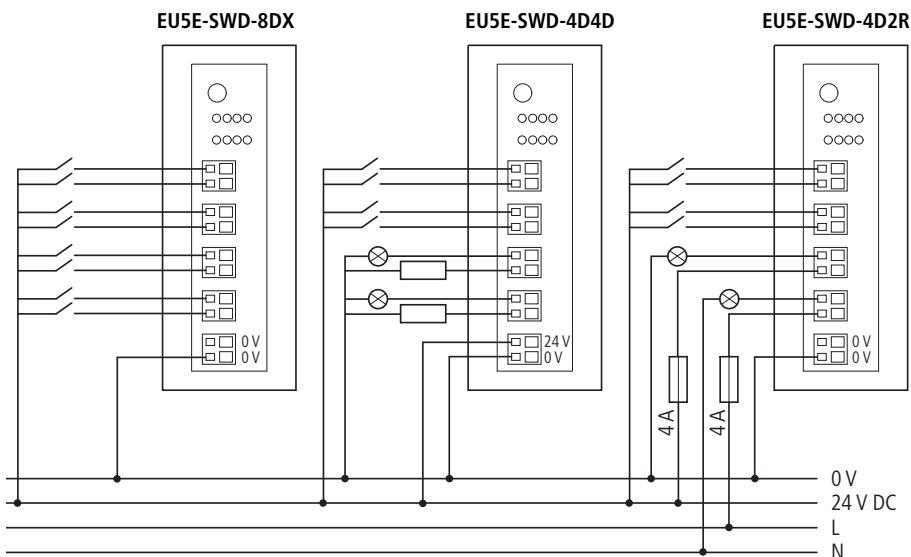 EU5E-SWD-8DX
EU5E-SWD-4D4D
EU5E-SWD-4D2R
0 V
0 V
24 V
0 V
0 V
0 V
4 A
4 A
0 V
24 V DC
L
N